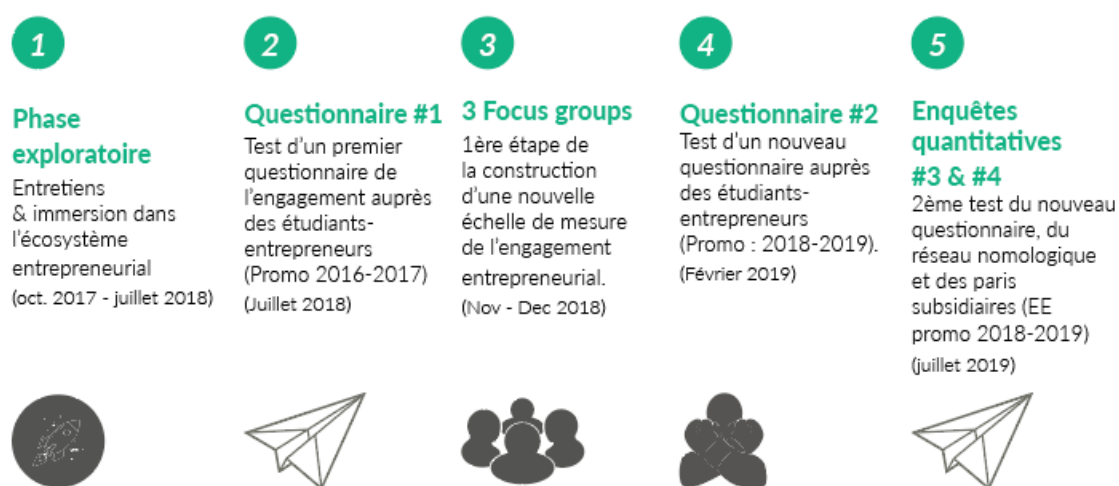 1
Phase
exploratoire
Entretiens
& immersion dans
l'écosystème
entrepreneurial
(oct. 2017 - juillet 2018)
2
Questionnaire #1
Test d'un premier
questionnaire de
l'engagement auprès
des étudiants-
entrepreneurs
(Promo 2016-2017)
(Juillet 2018)
3
3 Focus groups
1ère étape de
la construction
d'une nouvelle
échelle de mesure
de l'engagement
entrepreneurial.
(Nov - Dec 2018)
4
Questionnaire #2
Test d'un nouveau
questionnaire auprès
des étudiants-
entrepreneurs
(Promo : 2018-2019).
(Février 2019)
5
Enquêtes
quantitatives
#3 & #4
2ème test du nouveau
questionnaire, du
réseau nomologique
et des paris
subsidiaires (EE
promo 2018-2019)
(juillet 2019)